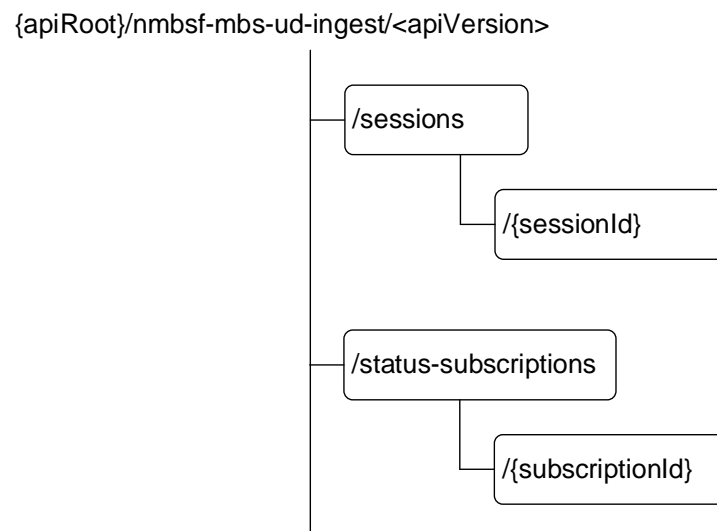 {apiRoot}/nmbsf-mbs-ud-ingest/<apiVersion>
/sessions
/{sessionId}
/status-subscriptions
/{subscriptionId}